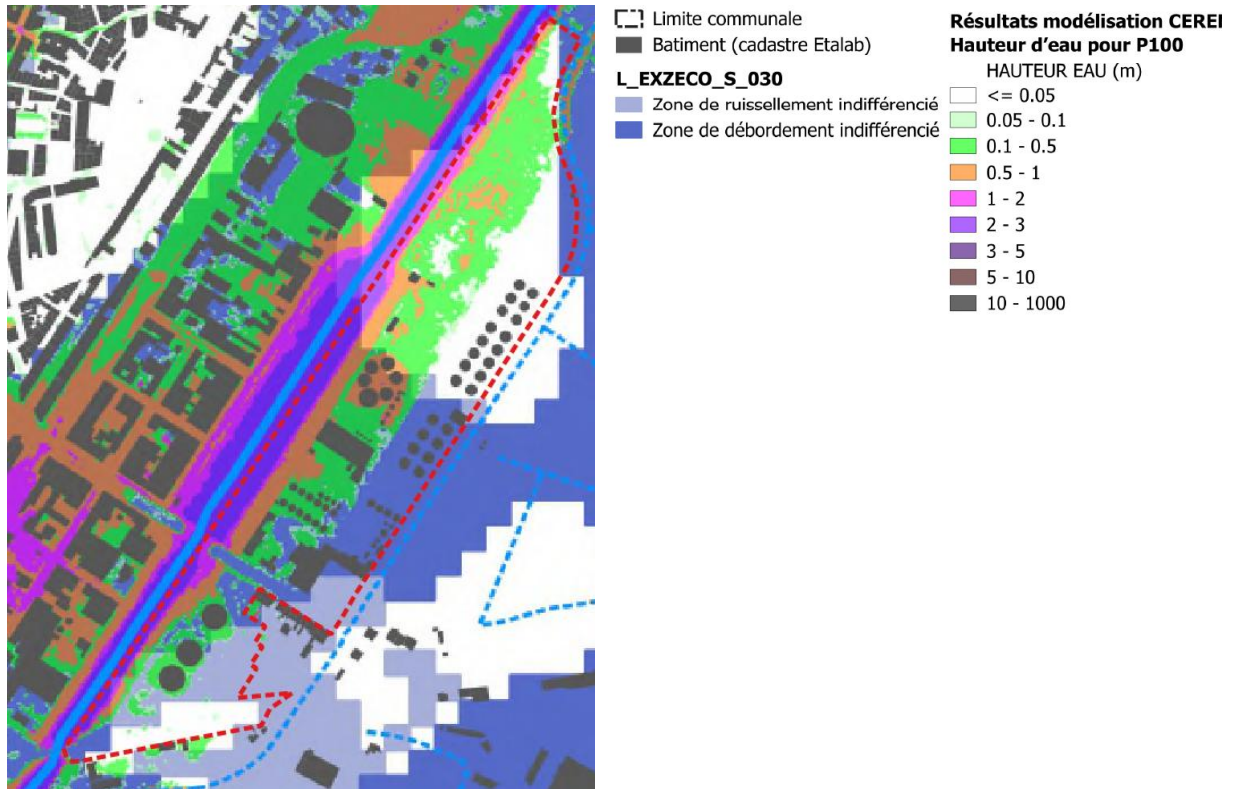 Limite communale
Batiment (cadastre Etalab)
L_EXZECO_S_030
Zone de ruissellement indifférencié
Zone de débordement indifférencié
Résultats modélisation CEREI
Hauteur d'eau pour P100
HAUTEUR EAU (m)
<= 0.05
0.05 - 0.1
0.1 - 0.5
0.5 - 1
1 - 2
2 - 3
3 - 5
5 - 10
10 - 1000